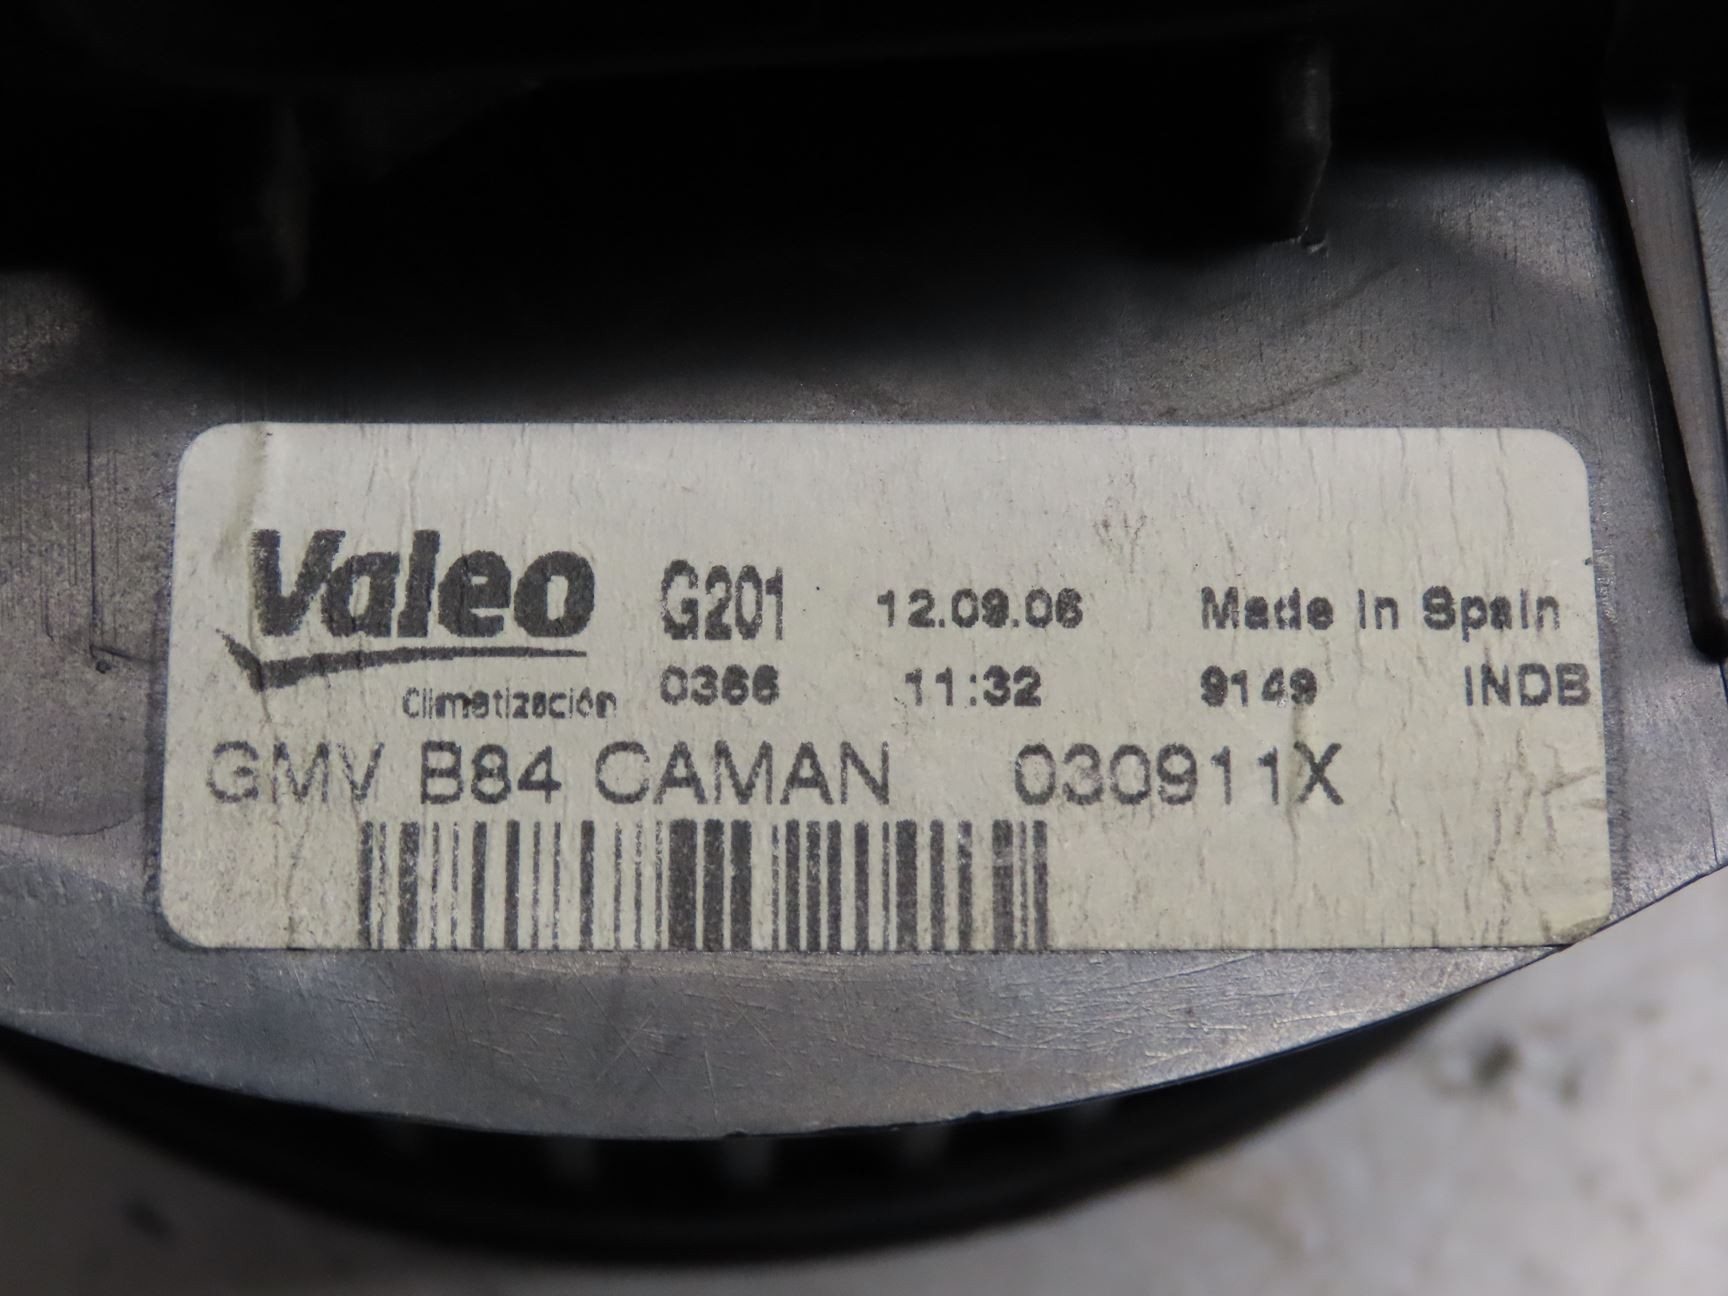 Valeo G201 12.09.06 Made in Spain
Climatización 0366 11:32 9149 INDB
GMV B84 CAMAN 030911X